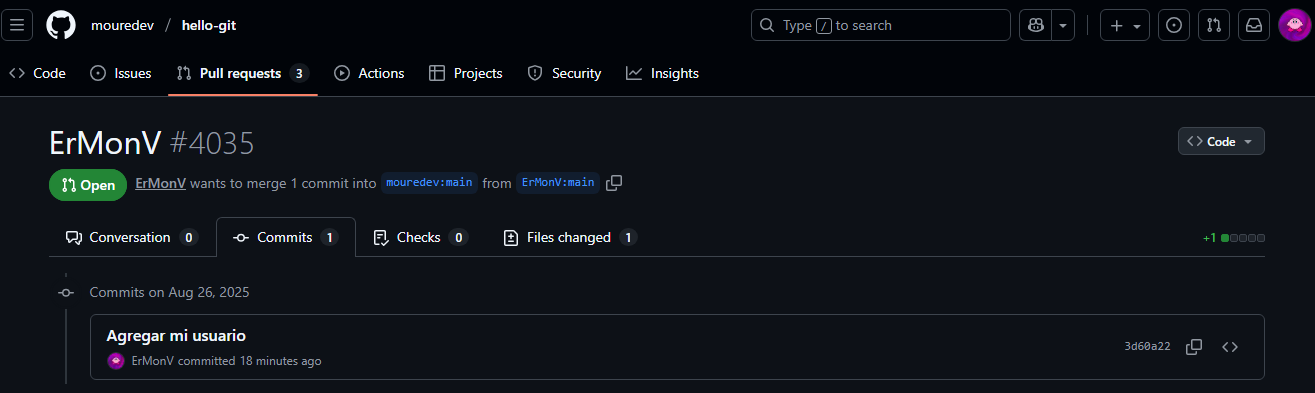 mouredev / hello-git
Type / to search
Code Issues Pull requests 3 Actions Projects Security Insights
ErMonV #4035
Code
Open ErMonV wants to merge 1 commit into mouredev:main from ErMonV:main
Conversation 0 Commits 1 Checks 0 Files changed 1 +1
Commits on Aug 26, 2025
Agregar mi usuario
3d60a22
ErMonV committed 18 minutes ago